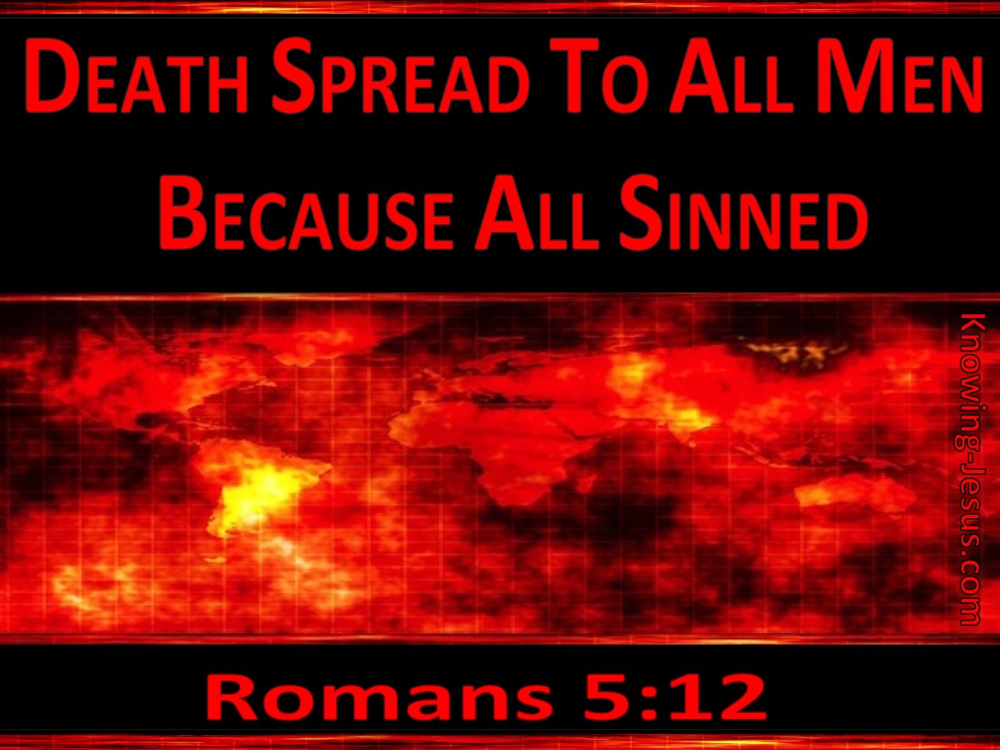 Death Spread To All Men
Because All Sinned
Knowing-Jesus.com
Romans 5:12